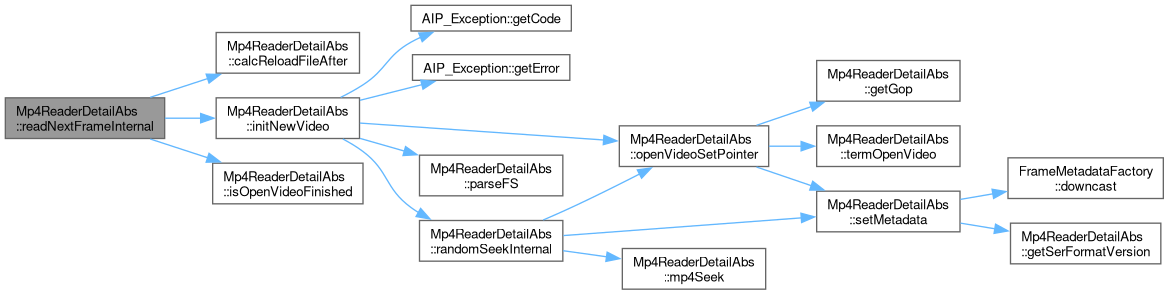 Mp4ReaderDetailAbs
::readNextFrameInternal
Mp4ReaderDetailAbs
::calcReloadFileAfter
Mp4ReaderDetailAbs
::initNewVideo
Mp4ReaderDetailAbs
::isOpenVideoFinished
AIP_Exception::getCode
AIP_Exception::getError
Mp4ReaderDetailAbs
::parseFS
Mp4ReaderDetailAbs
::randomSeekInternal
Mp4ReaderDetailAbs
::openVideoSetPointer
Mp4ReaderDetailAbs
::mp4Seek
Mp4ReaderDetailAbs
::getGop
Mp4ReaderDetailAbs
::termOpenVideo
Mp4ReaderDetailAbs
::setMetadata
FrameMetadataFactory
::downcast
Mp4ReaderDetailAbs
::getSerFormatVersion